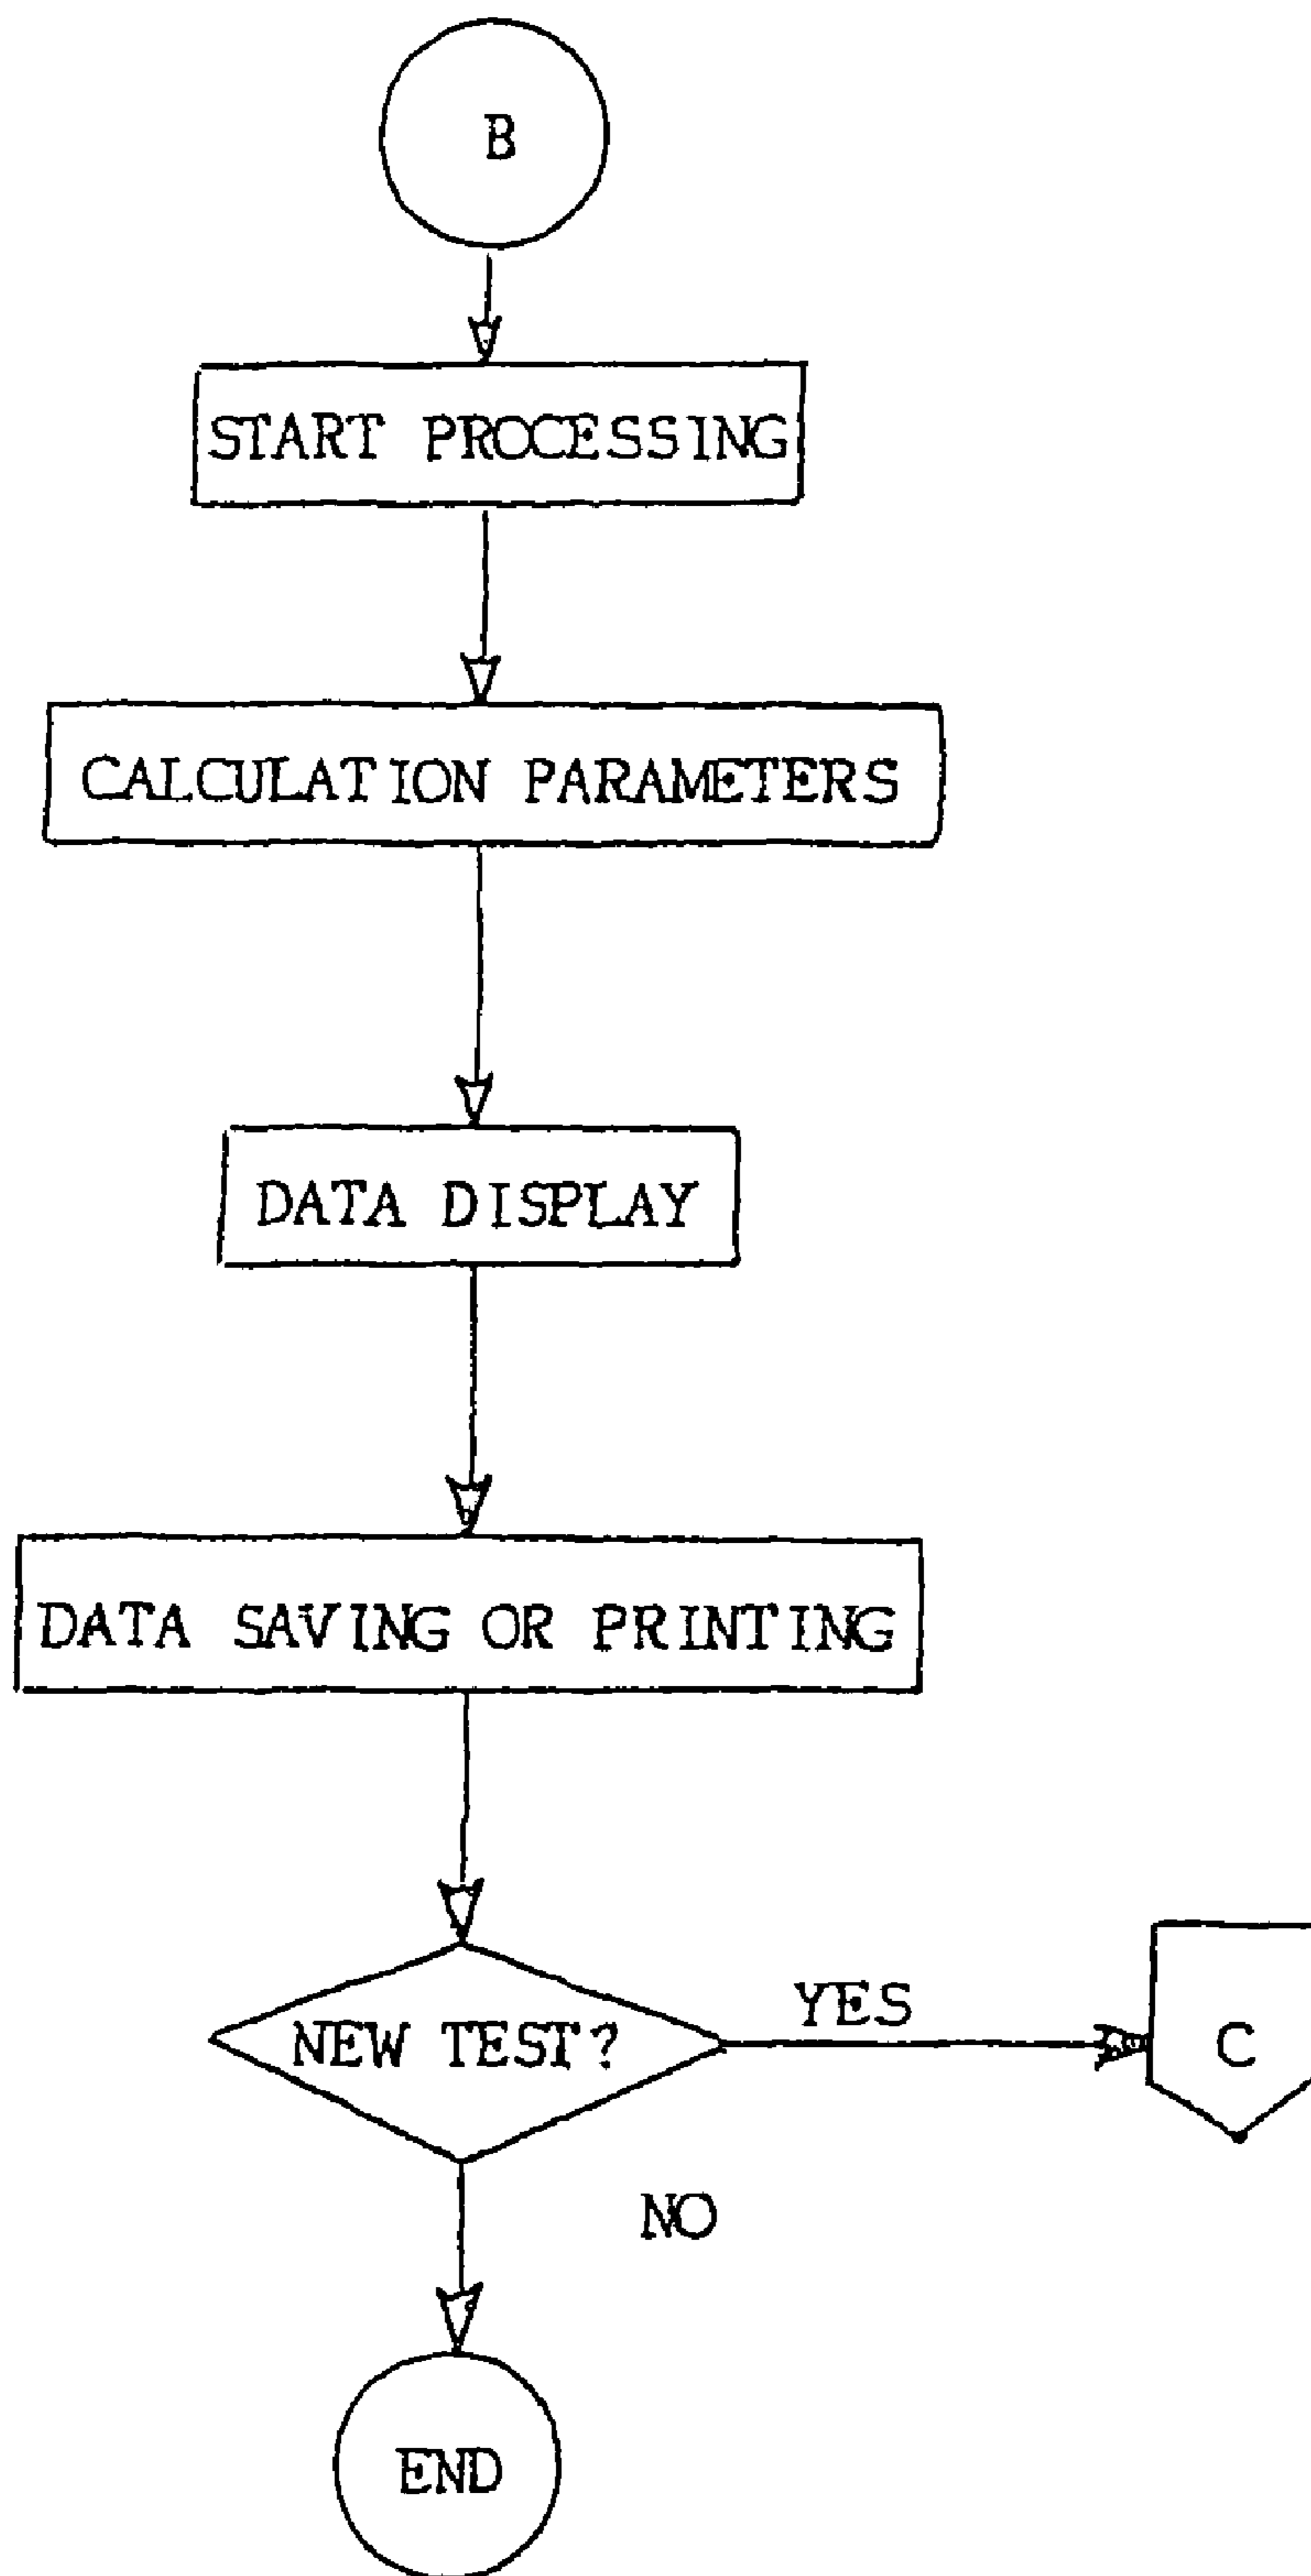 B
START PROCESSING
CALCULATION PARAMETERS
DATA DISPLAY
DATA SAVING OR PRINTING
NEW TEST?
YES
C
NO
END